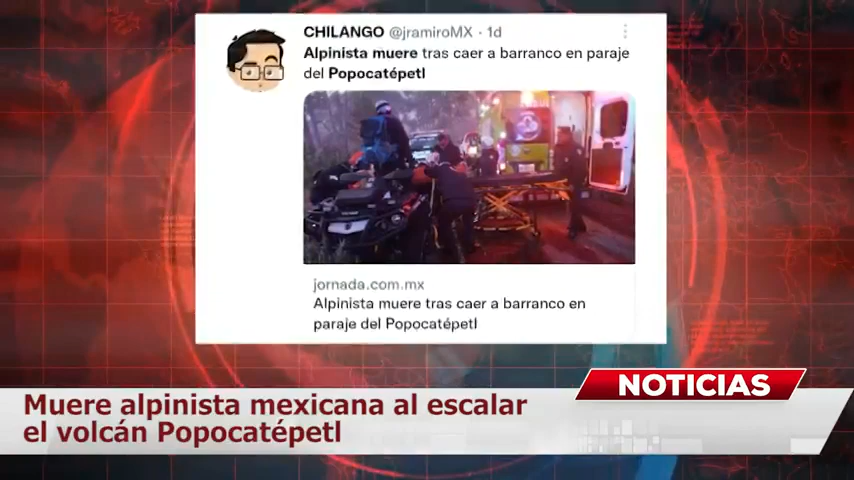 CHILANGO @jramiroMX · 1d
Alpinista muere tras caer a barranco en paraje
del Popocatépetl
jornada.com.mx
Alpinista muere tras caer a barranco en
paraje del Popocatépetl
NOTICIAS
Muere alpinista mexicana al escalar
el volcán Popocatépetl